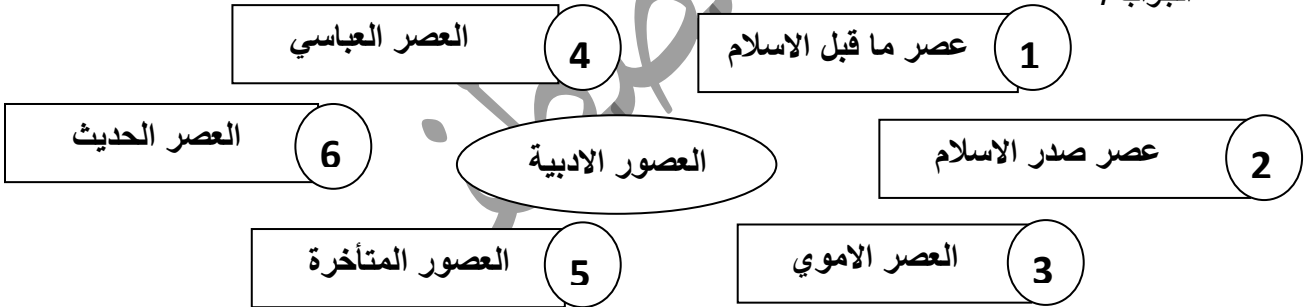 1 عصر ما قبل الاسلام
2 عصر صدر الاسلام
3 العصر الاموي
العصور الادبية
4 العصر العباسي
5 العصور المتأخرة
6 العصر الحديث